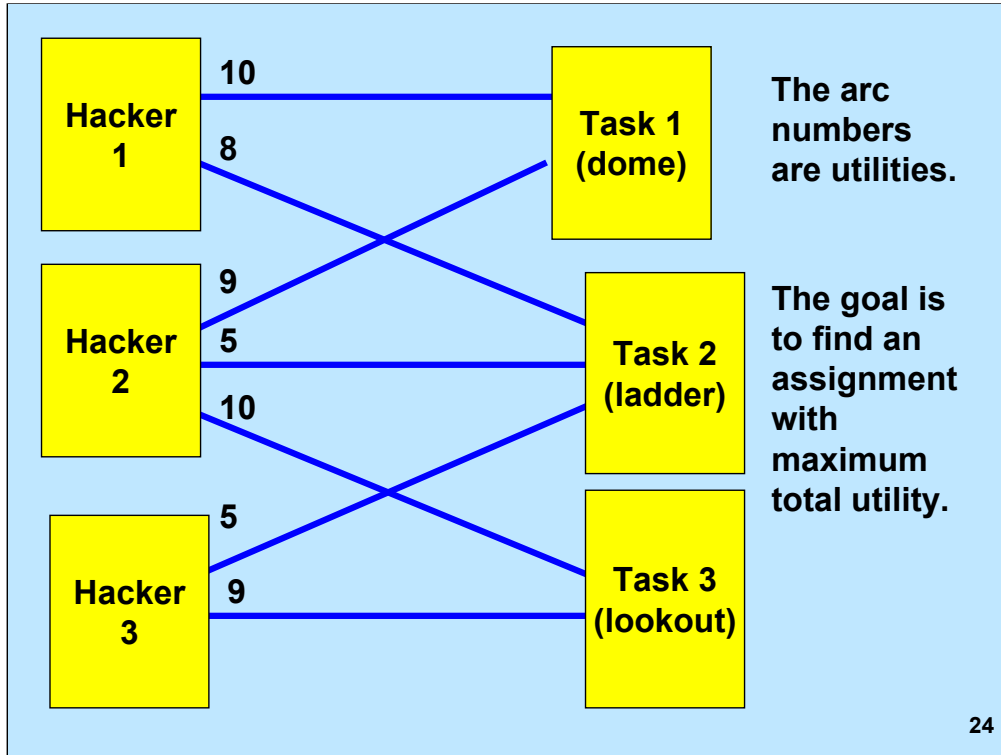 Hacker
1
10
8
Task 1
(dome)
The arc
numbers
are utilities.
Hacker
2
9
5
10
Task 2
(ladder)
The goal is
to find an
assignment
with
maximum
total utility.
Hacker
3
5
9
Task 3
(lookout)
24